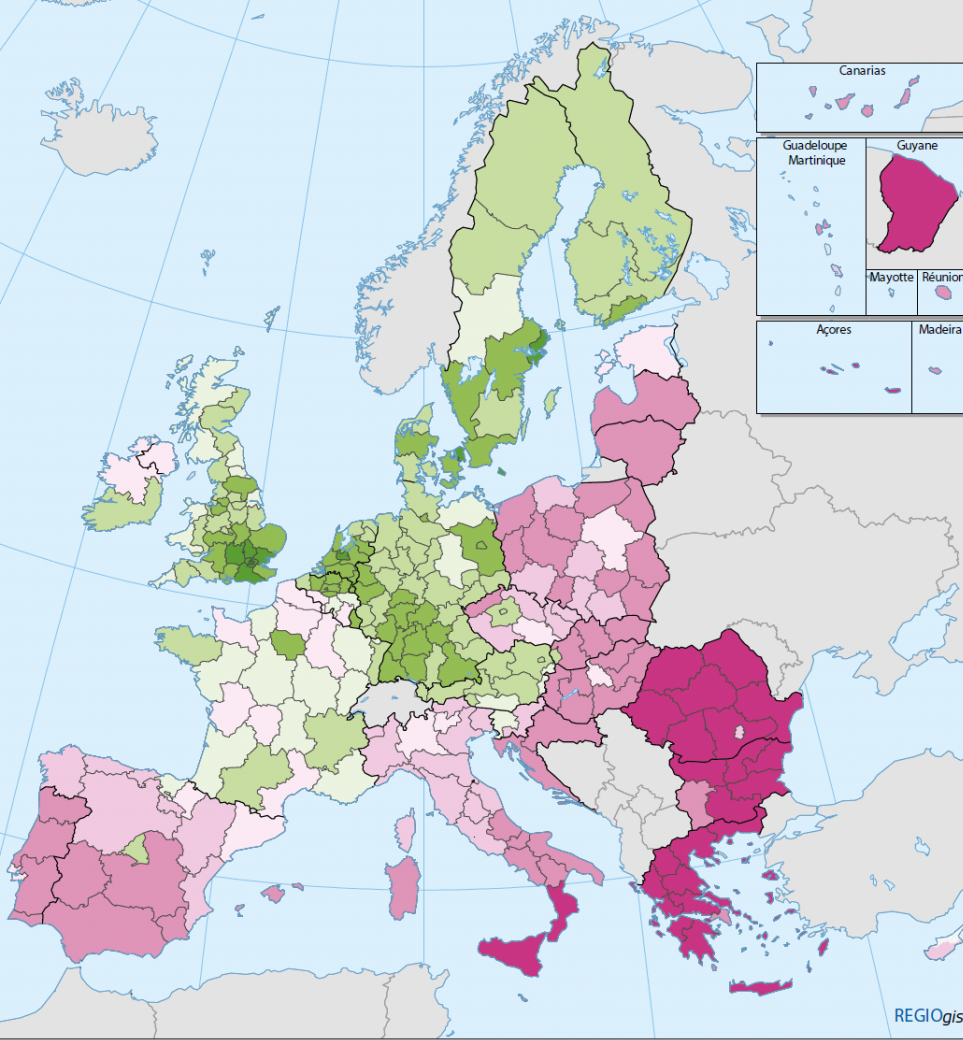 Canarias
Guadeloupe
Martinique
Guyane
Mayotte
Réunion
Açores
Madeira
REGIOgis